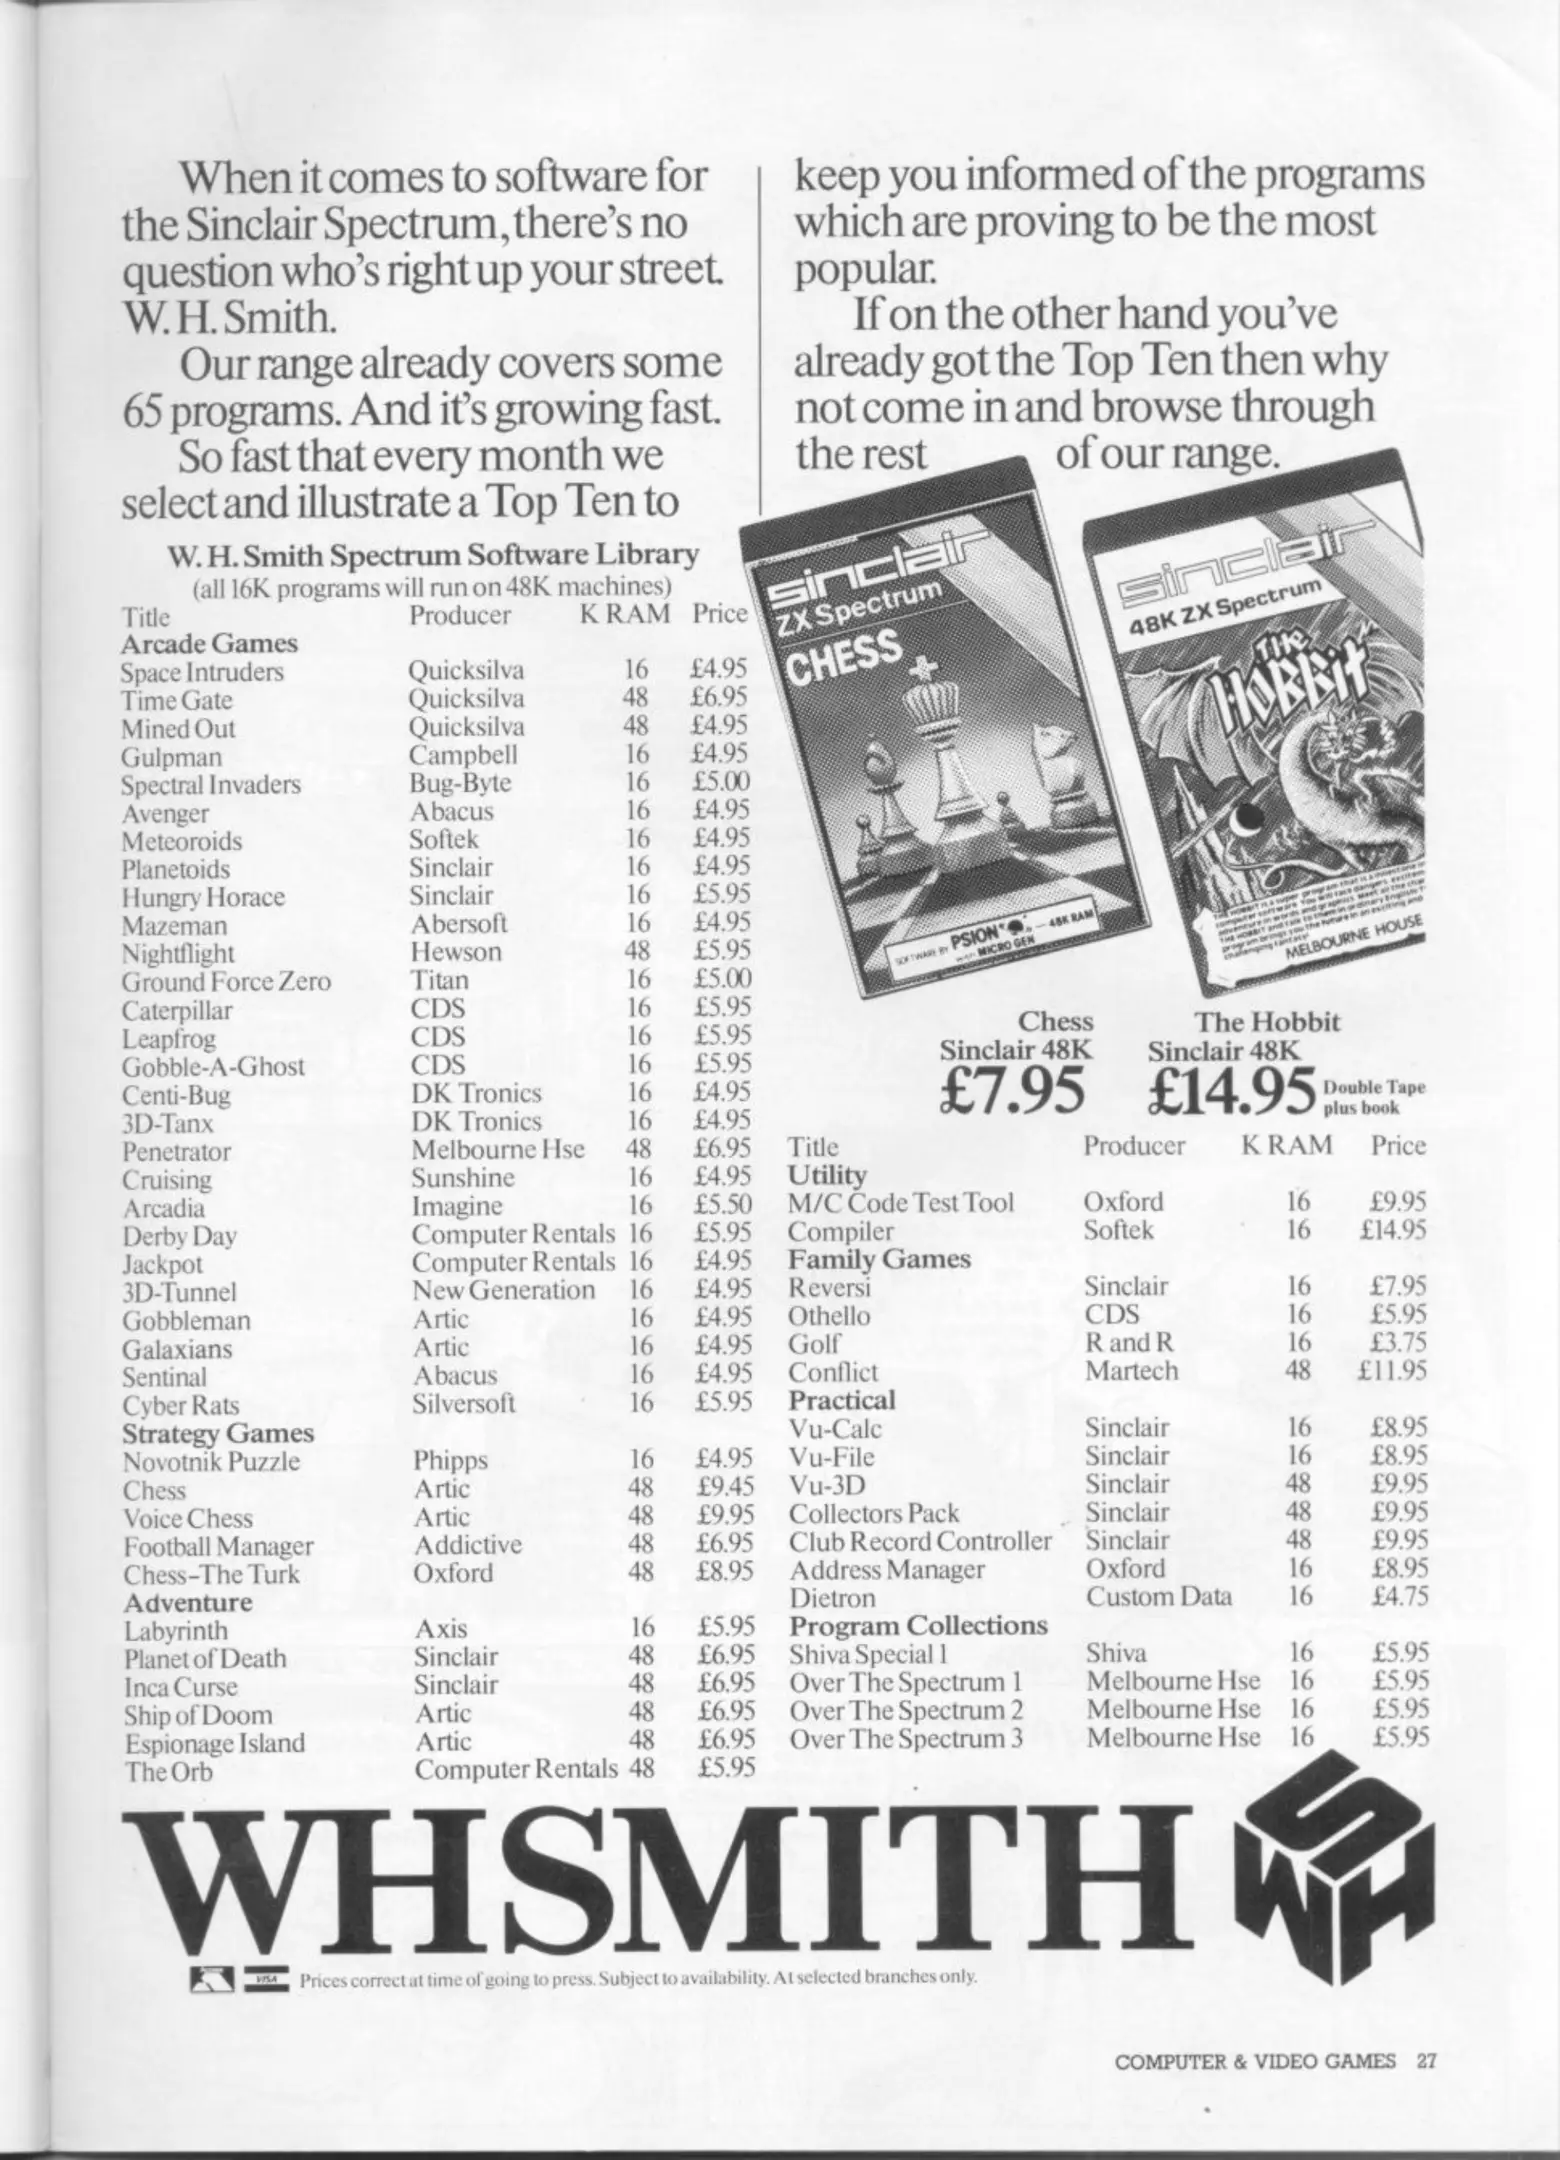 When it comes to software for
the Sinclair Spectrum, there's no
question who's right up your street.
W. H. Smith.
Our range already covers some
65 programs. And it's growing fast.
So fast that every month we
select and illustrate a Top Ten to
keep you informed of the programs
which are proving to be the most
popular.
If on the other hand you've
already got the Top Ten then why
not come in and browse through
the rest of our range.
W. H. Smith Spectrum Software Library
(all 16K programs will run on 48K machines)
Title Producer K RAM Price
Arcade Games
Space Intruders Quicksilva 16 £4.95
Time Gate Quicksilva 48 £6.95
Mined Out Quicksilva 48 £4.95
Gulpman Campbell 16 £4.95
Spectral Invaders Bug-Byte 16 £5.00
Avenger Abacus 16 £4.95
Meteoroids Softek 16 £4.95
Planetoids Sinclair 16 £4.95
Hungry Horace Sinclair 16 £5.95
Mazeman Abersoft 16 £4.95
Nightflight Hewson 48 £5.95
Ground Force Zero Titan 16 £5.00
Caterpillar CDS 16 £5.95
Leapfrog CDS 16 £5.95
Gobble-A-Ghost CDS 16 £5.95
Centi-Bug DK Tronics 16 £4.95
3D-Tanx DK Tronics 16 £4.95
Penetrator Melbourne Hse 48 £6.95
Cruising Sunshine 16 £4.95
Arcadia Imagine 16 £5.50
Derby Day Computer Rentals 16 £5.95
Jackpot Computer Rentals 16 £4.95
3D-Tunnel New Generation 16 £4.95
Gobbleman Artic 16 £4.95
Galaxians Artic 16 £4.95
Sentinal Abacus 16 £4.95
Cyber Rats Silversoft 16 £5.95
Strategy Games
Novotnik Puzzle Phipps 16 £4.95
Chess Artic 48 £9.45
Voice Chess Artic 48 £9.95
Football Manager Addictive 48 £6.95
Chess–The Turk Oxford 48 £8.95
Adventure
Labyrinth Axis 16 £5.95
Planet of Death Sinclair 48 £6.95
Inca Curse Sinclair 48 £6.95
Ship of Doom Artic 48 £6.95
Espionage Island Artic 48 £6.95
The Orb Computer Rentals 48 £5.95
sinclair
ZX Spectrum
CHESS
SOFTWARE BY PSION with MICRO GEN — 48K RAM
sinclair
48K ZX Spectrum
THE
HOBBIT
MELBOURNE HOUSE
Chess
Sinclair 48K
£7.95
The Hobbit
Sinclair 48K
£14.95 Double Tape
plus book
Title Producer K RAM Price
Utility
M/C Code Test Tool Oxford 16 £9.95
Compiler Softek 16 £14.95
Family Games
Reversi Sinclair 16 £7.95
Othello CDS 16 £5.95
Golf R and R 16 £3.75
Conflict Martech 48 £11.95
Practical
Vu-Calc Sinclair 16 £8.95
Vu-File Sinclair 16 £8.95
Vu-3D Sinclair 48 £9.95
Collectors Pack Sinclair 48 £9.95
Club Record Controller Sinclair 48 £9.95
Address Manager Oxford 16 £8.95
Dietron Custom Data 16 £4.75
Program Collections
Shiva Special 1 Shiva 16 £5.95
Over The Spectrum 1 Melbourne Hse 16 £5.95
Over The Spectrum 2 Melbourne Hse 16 £5.95
Over The Spectrum 3 Melbourne Hse 16 £5.95
WHSMITH
WHS
VISA
Prices correct at time of going to press. Subject to availability. At selected branches only.
COMPUTER & VIDEO GAMES 27